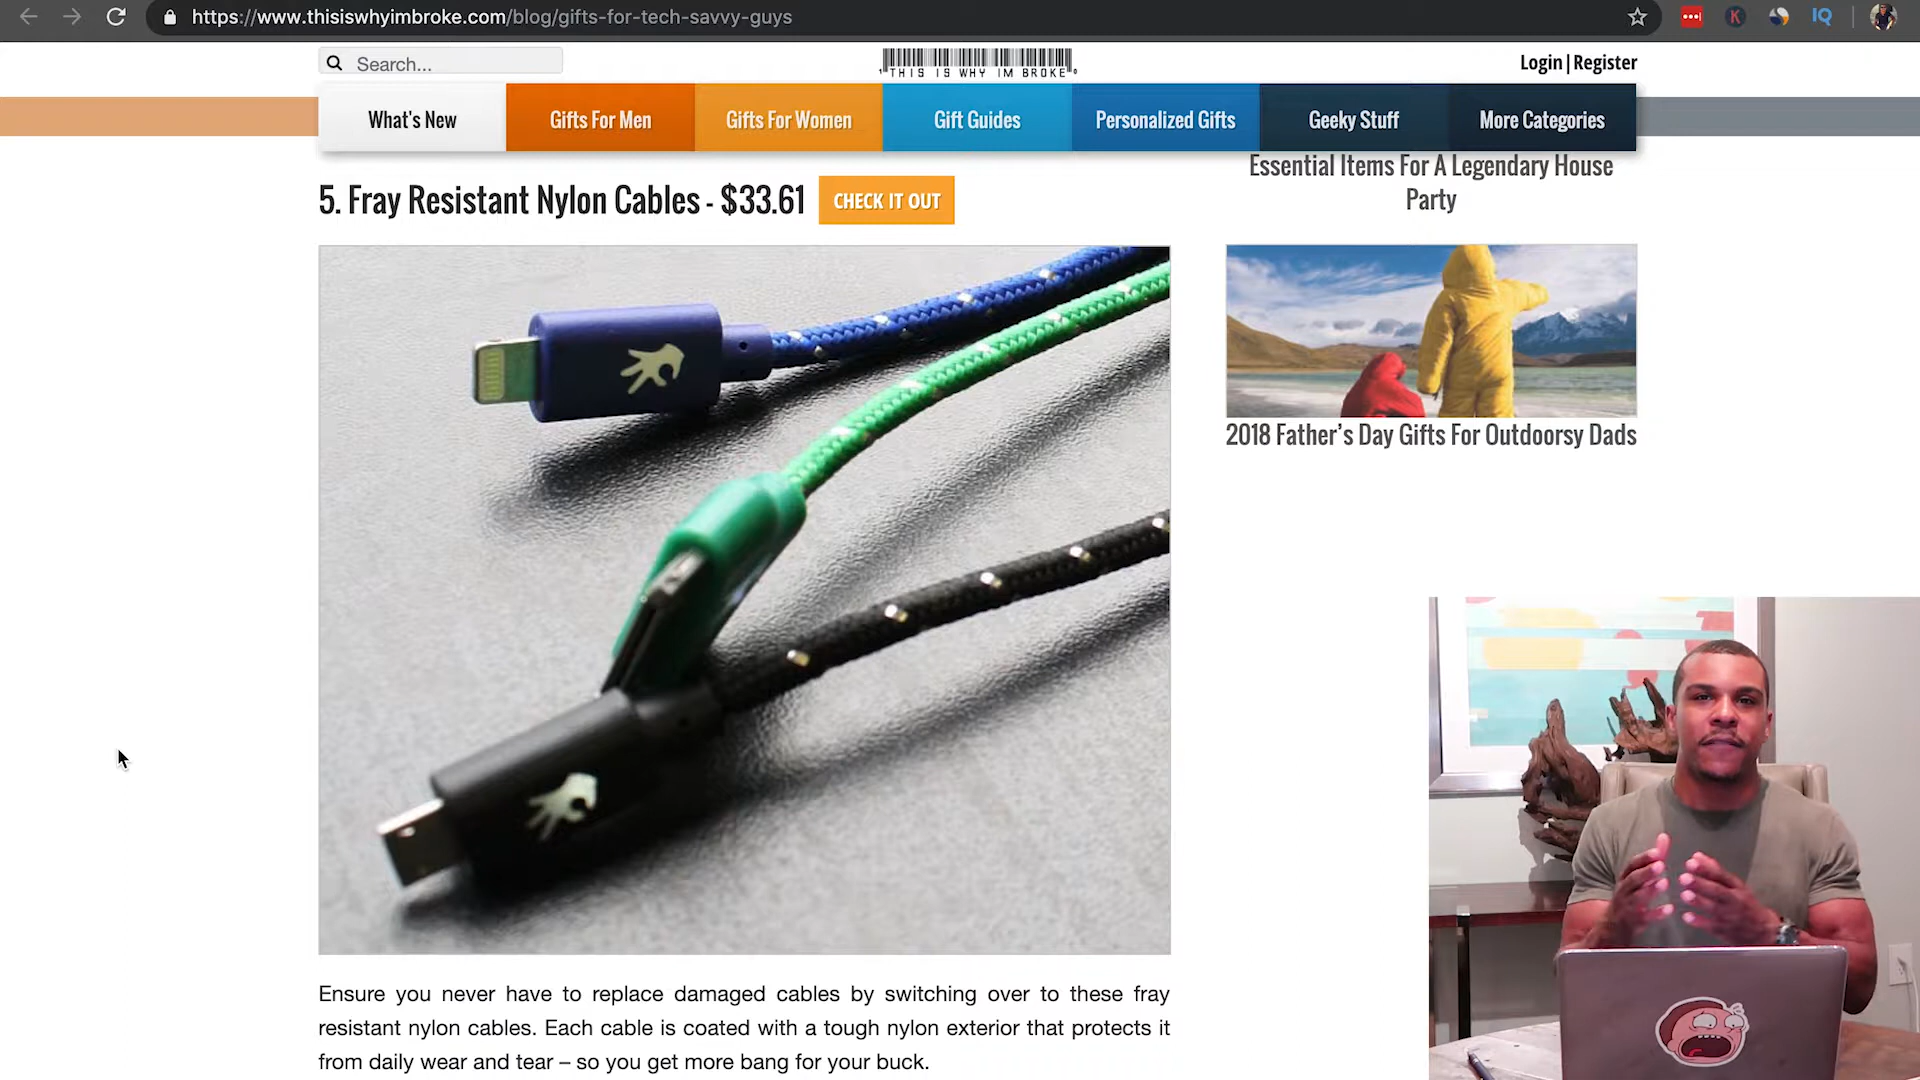 https://www.thisiswhyimbroke.com/blog/gifts-for-tech-savvy-guys
K
IQ
Search...
THIS IS WHY IM BROKE
Login | Register
What's New
Gifts For Men
Gifts For Women
Gift Guides
Personalized Gifts
Geeky Stuff
More Categories
5. Fray Resistant Nylon Cables - $33.61
CHECK IT OUT
Essential Items For A Legendary House
Party
2018 Father's Day Gifts For Outdoorsy Dads
Ensure you never have to replace damaged cables by switching over to these fray
resistant nylon cables. Each cable is coated with a tough nylon exterior that protects it
from daily wear and tear – so you get more bang for your buck.